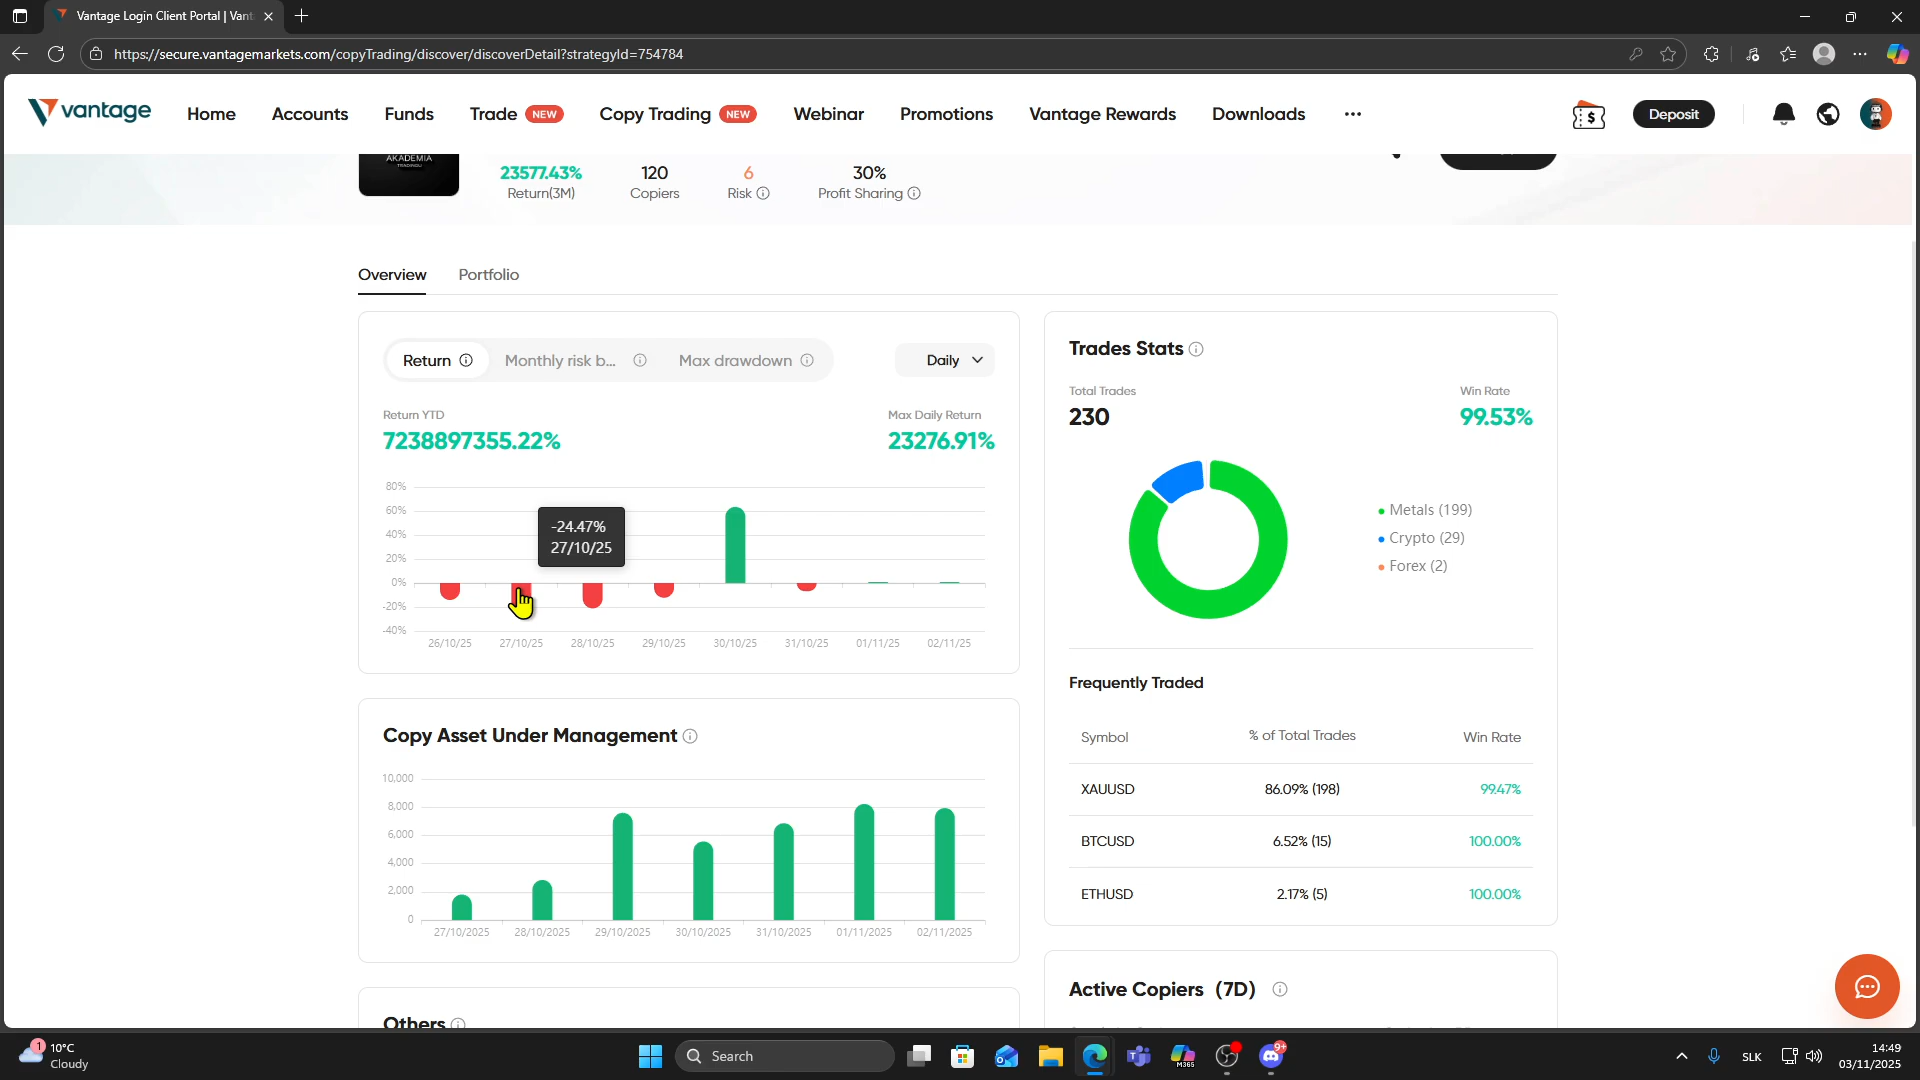 Vantage Login Client Portal | Vant
https://secure.vantagemarkets.com/copyTrading/discover/discoverDetail?strategyId=754784
vantage
Home
Accounts
Funds
Trade NEW
Copy Trading NEW
Webinar
Promotions
Vantage Rewards
Downloads
Deposit
AKADEMIA
23577.43%
Return(3M)
120
Copiers
6
Risk
30%
Profit Sharing
Overview
Portfolio
Return
Monthly risk b...
Max drawdown
Daily
Return YTD
7238897355.22%
Max Daily Return
23276.91%
80%
60%
40%
20%
0%
-20%
-40%
-24.47%
27/10/25
26/10/25
27/10/25
28/10/25
29/10/25
30/10/25
31/10/25
01/11/25
02/11/25
Copy Asset Under Management
10,000
8,000
6,000
4,000
2,000
0
27/10/2025
28/10/2025
29/10/2025
30/10/2025
31/10/2025
01/11/2025
02/11/2025
Others
Trades Stats
Total Trades
230
Win Rate
99.53%
Metals (199)
Crypto (29)
Forex (2)
Frequently Traded
Symbol
% of Total Trades
Win Rate
XAUUSD
86.09% (198)
99.47%
BTCUSD
6.52% (15)
100.00%
ETHUSD
2.17% (5)
100.00%
Active Copiers (7D)
1
10°C
Cloudy
Search
M365
9+
SLK
14:49
03/11/2025